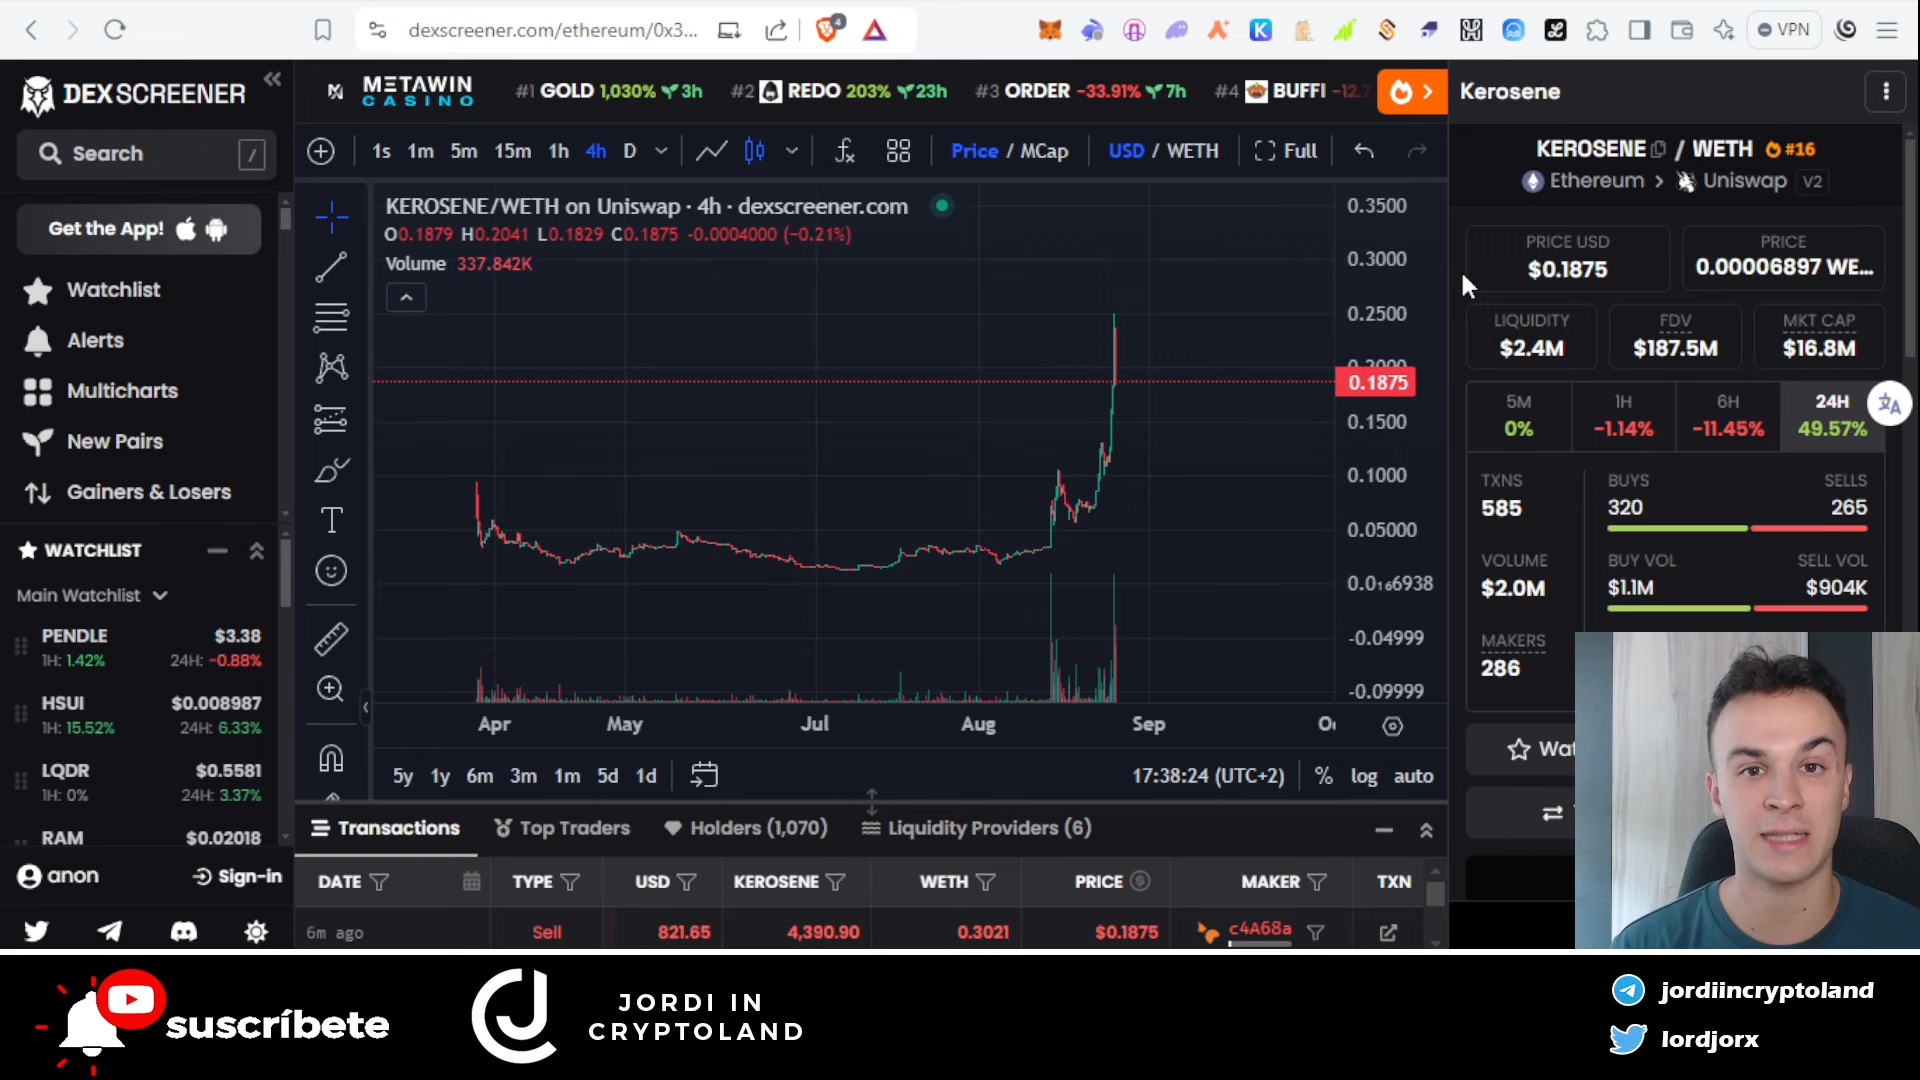 dexscreener.com/ethereum/0x3...
4
VPN
DEXSCREENER
METAWIN
CASINO
#1 GOLD 1,030% 3h
#2 REDO 203% 23h
#3 ORDER -33.91% 7h
#4 BUFFI -12.7
Kerosene
Search /
1s 1m 5m 15m 1h 4h D
Price / MCap
USD / WETH
Full
KEROSENE / WETH #16
Ethereum > Uniswap V2
Get the App!
Watchlist
Alerts
Multicharts
New Pairs
Gainers & Losers
KEROSENE/WETH on Uniswap · 4h · dexscreener.com
O0.1879 H0.2041 L0.1829 C0.1875 -0.0004000 (-0.21%)
Volume 337.842K
0.3500
0.3000
0.2500
0.2000
0.1875
0.1500
0.1000
0.05000
0.0₁₆6938
-0.04999
-0.09999
Apr May Jul Aug Sep
PRICE USD
$0.1875
PRICE
0.00006897 WE...
LIQUIDITY
$2.4M
FDV
$187.5M
MKT CAP
$16.8M
5M
0%
1H
-1.14%
6H
-11.45%
24H
49.57%
TXNS
585
BUYS
320
SELLS
265
VOLUME
$2.0M
BUY VOL
$1.1M
SELL VOL
$904K
MAKERS
286
Wat
WATCHLIST
Main Watchlist
PENDLE $3.38
1H: 1.42% 24H: -0.88%
HSUI $0.008987
1H: 15.52% 24H: 6.33%
LQDR $0.5581
1H: 0% 24H: 3.37%
RAM $0.02018
anon
Sign-in
5y 1y 6m 3m 1m 5d 1d
17:38:24 (UTC+2) % log auto
Transactions
Top Traders
Holders (1,070)
Liquidity Providers (6)
DATE TYPE USD KEROSENE WETH PRICE MAKER TXN
6m ago Sell 821.65 4,390.90 0.3021 $0.1875 c4A68a
suscríbete
JORDI IN
CRYPTOLAND
jordiincryptoland
lordjorx